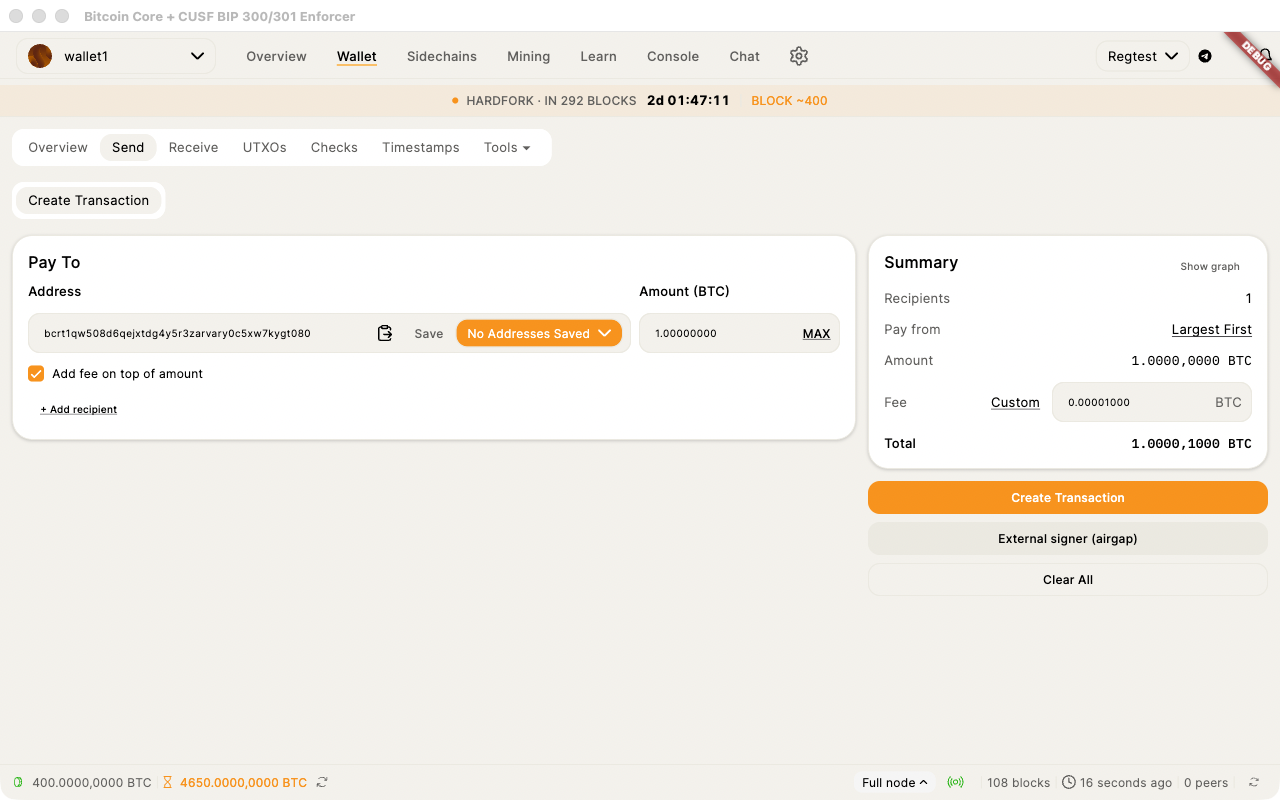 Bitcoin Core + CUSF BIP 300/301 Enforcer
wallet1 Overview Wallet Sidechains Mining Learn Console Chat Regtest DEBUG
HARDFORK · IN 292 BLOCKS 2d 01:47:11 BLOCK ~400
Overview Send Receive UTXOs Checks Timestamps Tools
Create Transaction
Pay To
Address Amount (BTC)
bcrt1qw508d6qejxtdg4y5r3zarvary0c5xw7kygt080 Save No Addresses Saved 1.00000000 MAX
Add fee on top of amount
+ Add recipient
Summary Show graph
Recipients 1
Pay from Largest First
Amount 1.0000,0000 BTC
Fee Custom 0.00001000 BTC
Total 1.0000,1000 BTC
Create Transaction
External signer (airgap)
Clear All
400.0000,0000 BTC 4650.0000,0000 BTC Full node 108 blocks 16 seconds ago 0 peers